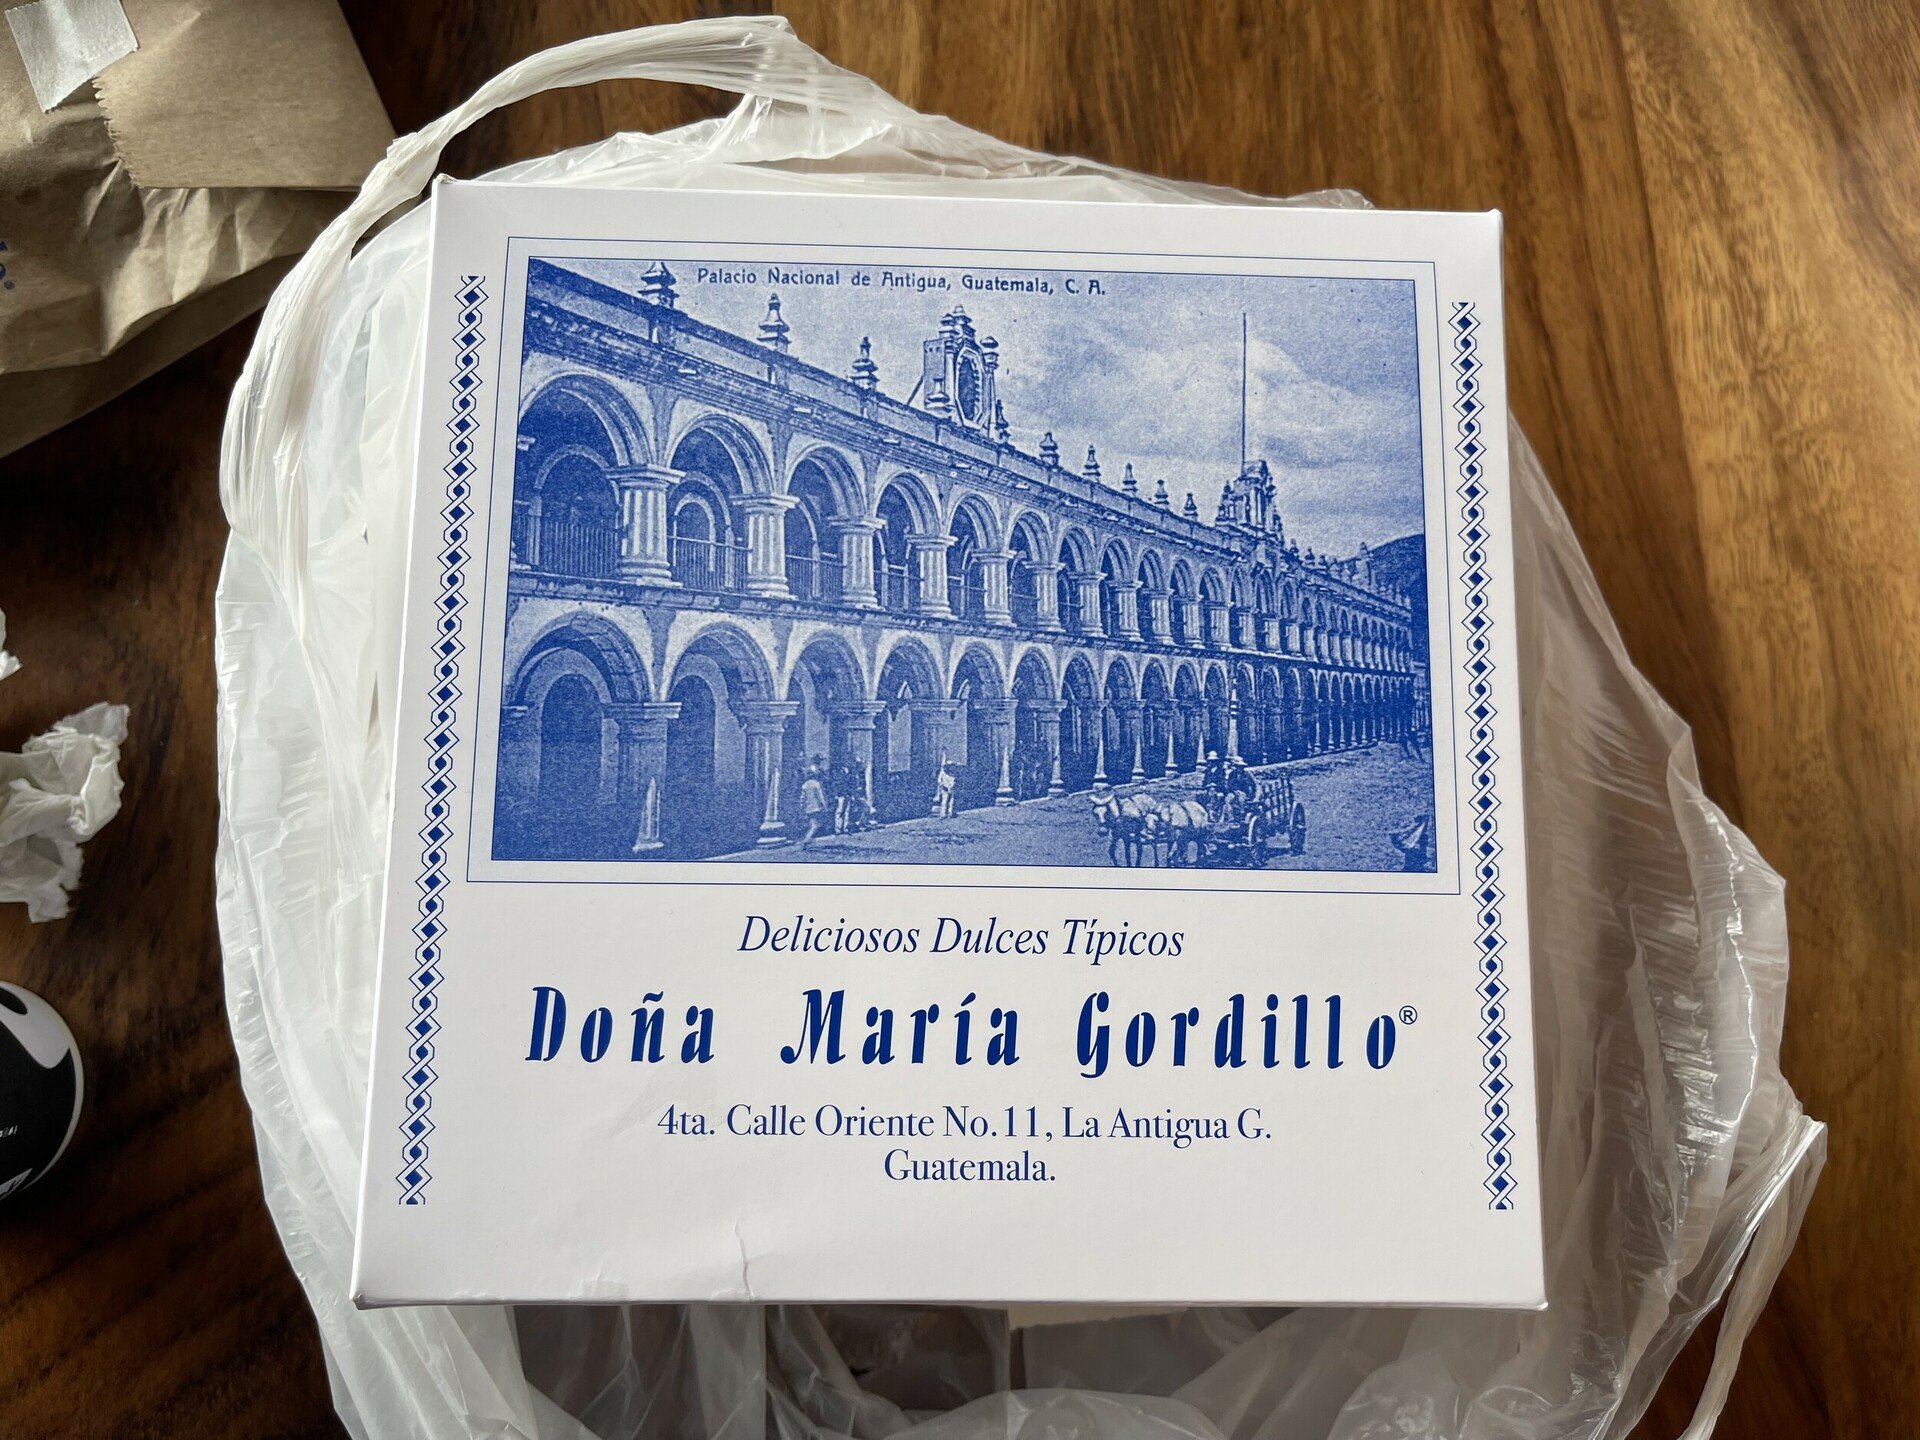 Palacio Nacional de Antigua, Guatemala, C. A.
Deliciosos Dulces Típicos
Doña María Gordillo®
4ta. Calle Oriente No.11, La Antigua G.
Guatemala.